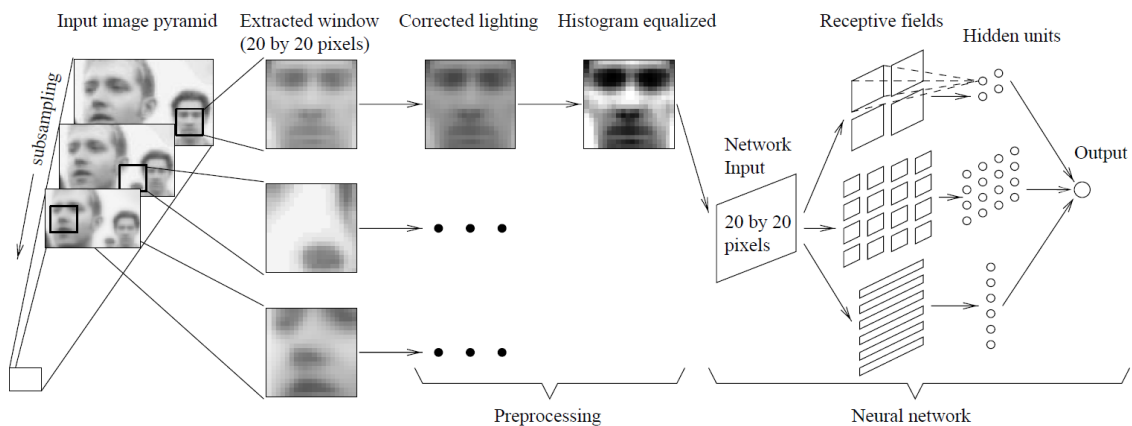 Input image pyramid
Extracted window
(20 by 20 pixels)
Corrected lighting
Histogram equalized
Receptive fields
Hidden units
subsampling
Network
Input
Output
20 by 20
pixels
Preprocessing
Neural network